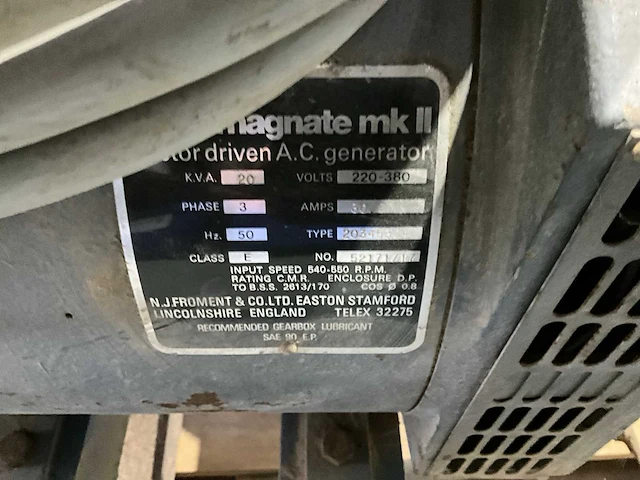 magnate mk II
driven A.C. generator
K.V.A. 20 VOLTS 220-380
PHASE 3 AMPS
Hz. 50 TYPE
CLASS E NO.
INPUT SPEED 540-550 R.P.M.
RATING C.M.R. ENCLOSURE D.P.
TO B.S.S. 2613/170 COS Ø 0.8
N.J.FROMENT & CO.LTD. EASTON STAMFORD
LINCOLNSHIRE ENGLAND TELEX 32275
RECOMMENDED GEARBOX LUBRICANT
SAE 90 E.P.